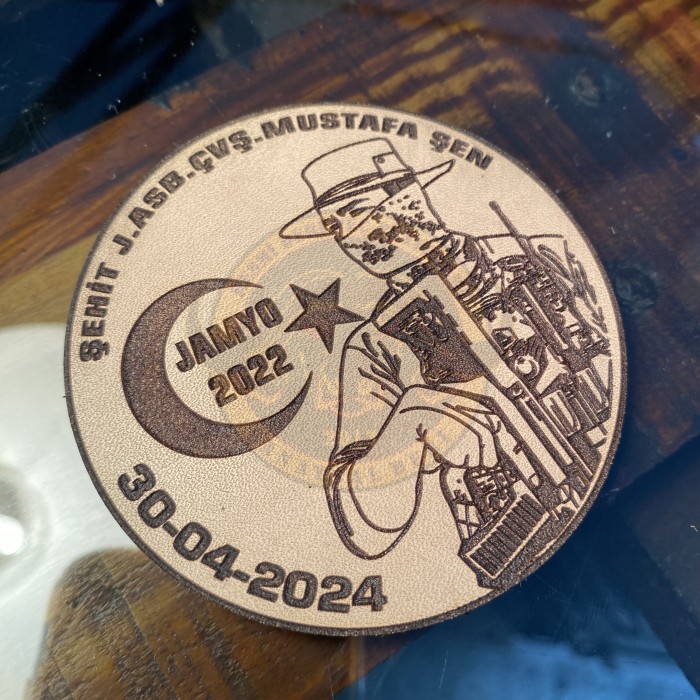 ŞEHİT J.ASB.ÇVŞ.MUSTAFA ŞEN
JAMYO
2022
30-04-2024